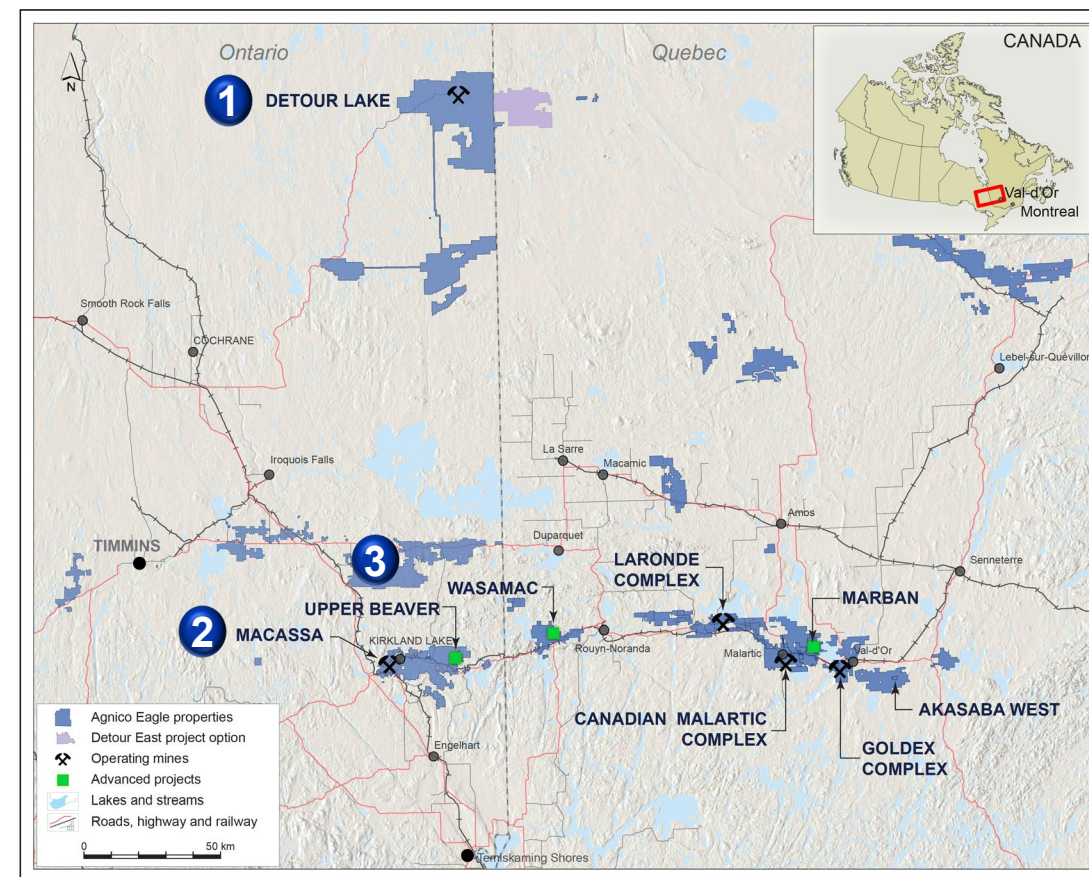 Ontario
Quebec
CANADA
Val-d'Or
Montreal
N
1
DETOUR LAKE
Smooth Rock Falls
COCHRANE
Lebel-sur-Quévillon
Iroquois Falls
La Sarre
Macamic
Amos
TIMMINS
Duparquet
3
LARONDE
COMPLEX
Senneterre
WASAMAC
MARBAN
UPPER BEAVER
2
MACASSA
KIRKLAND LAKE
Rouyn-Noranda
Malartic
Val-d'Or
CANADIAN MALARTIC
COMPLEX
AKASABA WEST
GOLDEX
COMPLEX
Engelhart
Temiskaming Shores
Agnico Eagle properties
Detour East project option
Operating mines
Advanced projects
Lakes and streams
Roads, highway and railway
0 50 km